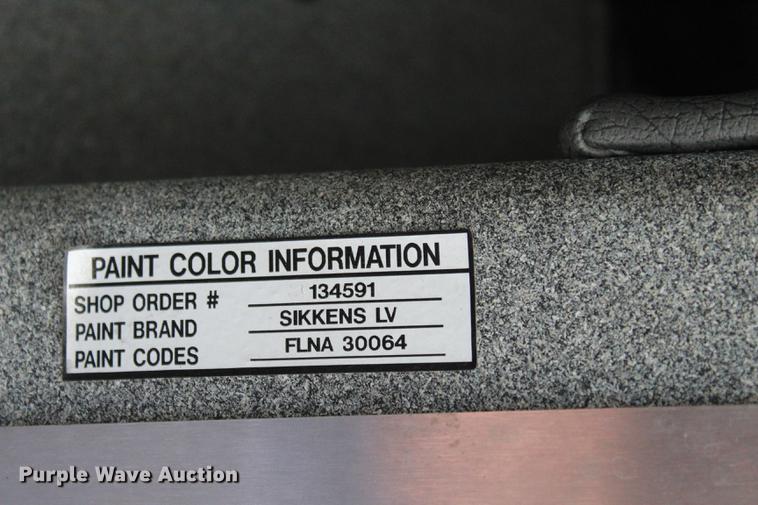 PAINT COLOR INFORMATION
SHOP ORDER # 134591
PAINT BRAND SIKKENS LV
PAINT CODES FLNA 30064
Purple Wave Auction